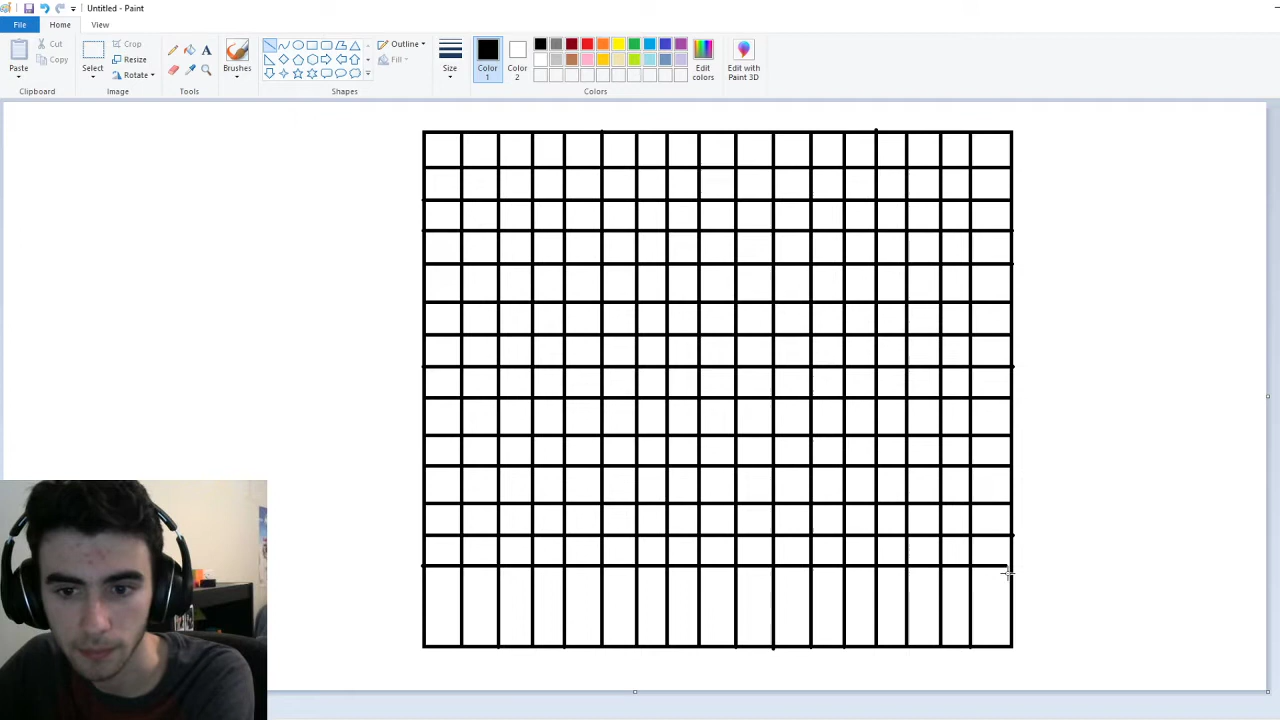 Untitled - Paint
File Home View
Paste Cut Copy Select Crop Resize Rotate Brushes Outline Fill Size Color 1 Color 2 Edit colors Edit with Paint 3D
Clipboard Image Tools Shapes Colors